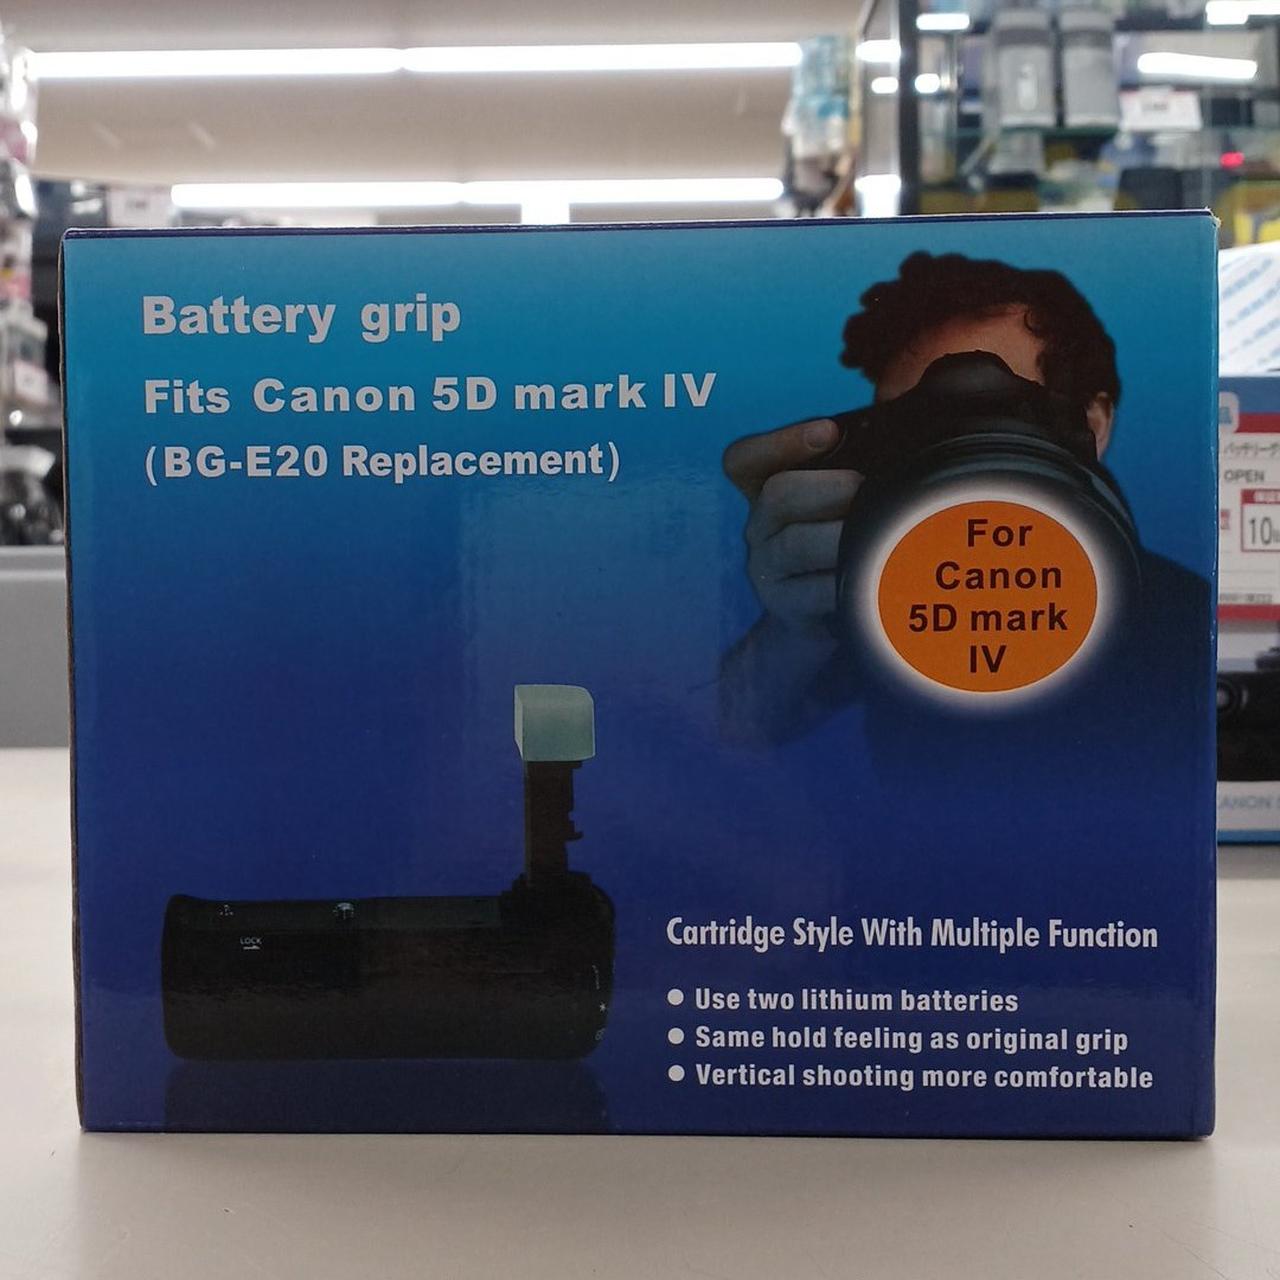 Battery grip
Fits Canon 5D mark IV
(BG-E20 Replacement)
For
Canon
5D mark
IV
LOCK
Cartridge Style With Multiple Function
● Use two lithium batteries
● Same hold feeling as original grip
● Vertical shooting more comfortable
OPEN
10